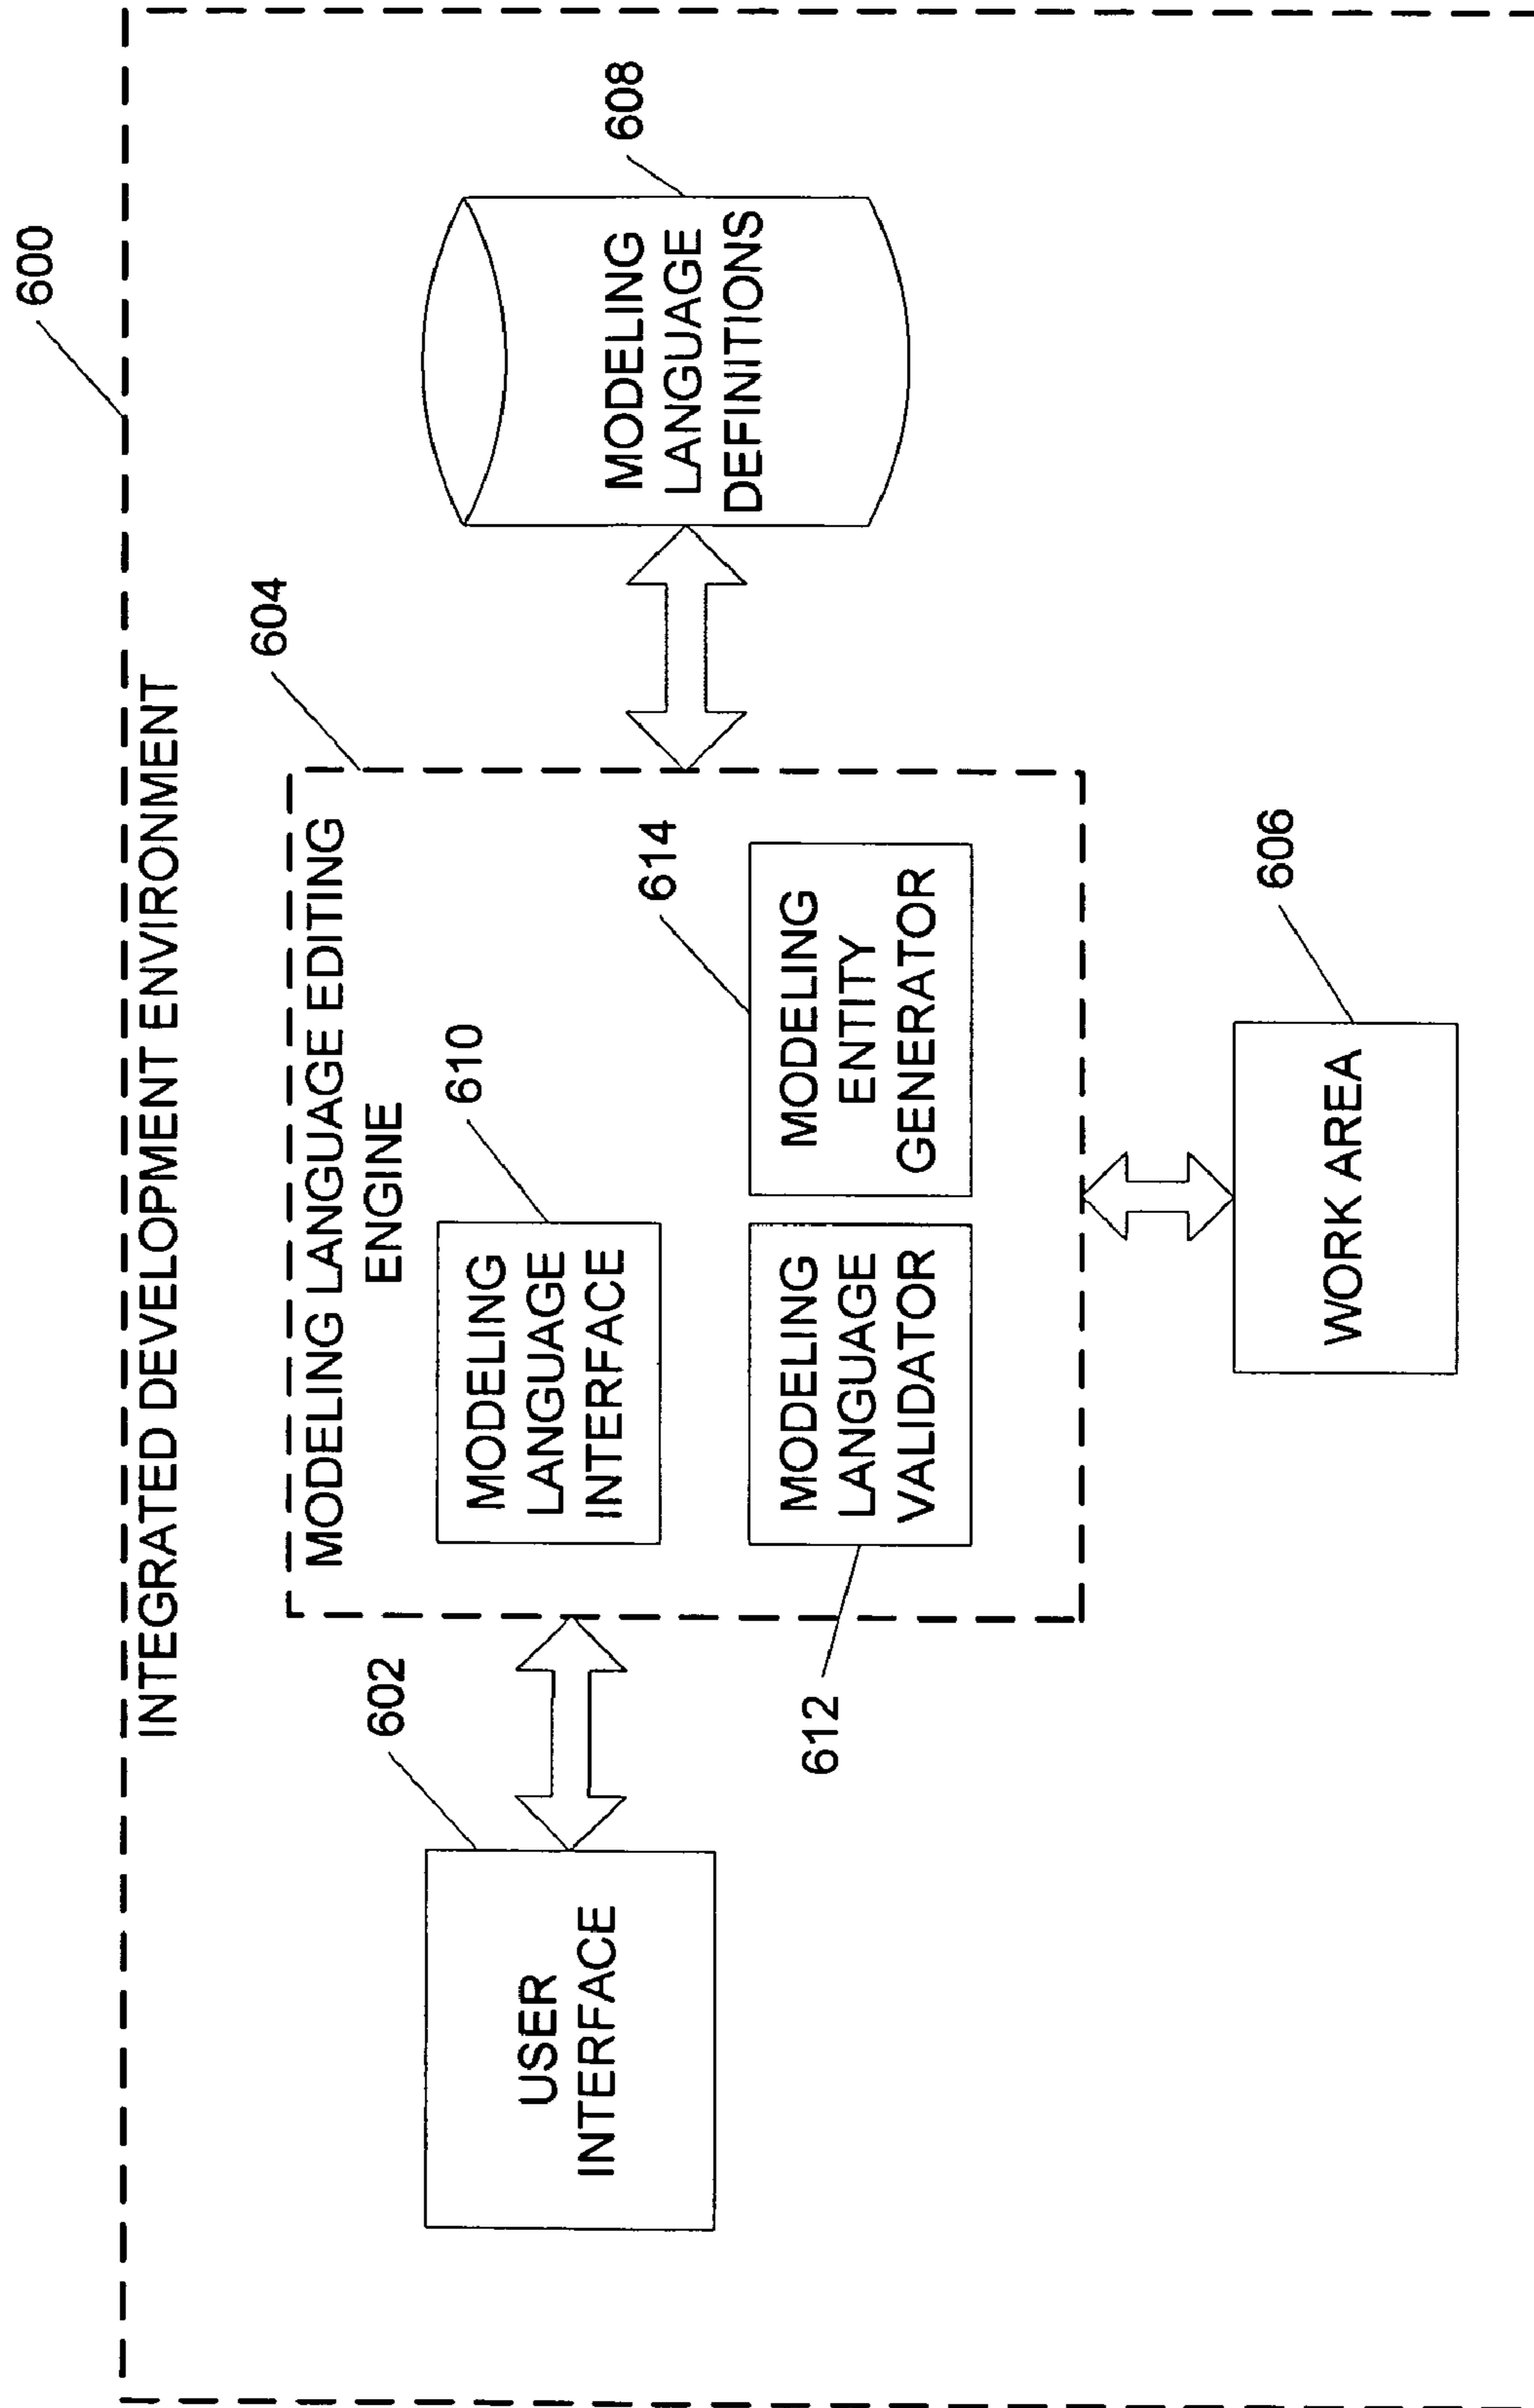 600
INTEGRATED DEVELOPMENT ENVIRONMENT
604
MODELING LANGUAGE EDITING
ENGINE
602
USER
INTERFACE
610
MODELING
LANGUAGE
INTERFACE
608
MODELING
LANGUAGE
DEFINITIONS
612
MODELING
LANGUAGE
VALIDATOR
614
MODELING
ENTITY
GENERATOR
606
WORK AREA